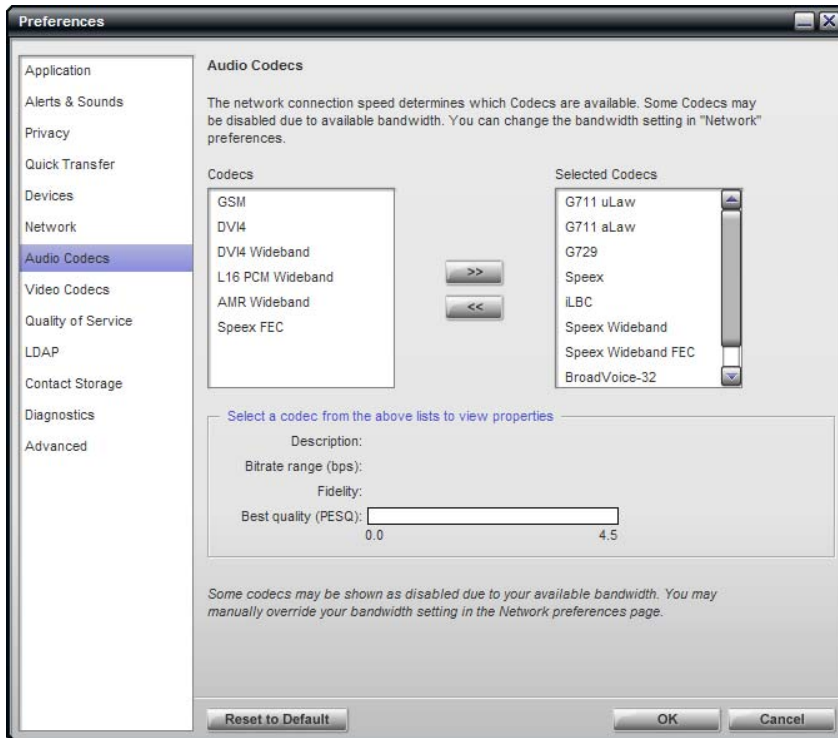 Preferences
Application
Alerts & Sounds
Privacy
Quick Transfer
Devices
Network
Audio Codecs
Video Codecs
Quality of Service
LDAP
Contact Storage
Diagnostics
Advanced
Audio Codecs
The network connection speed determines which Codecs are available. Some Codecs may
be disabled due to available bandwidth. You can change the bandwidth setting in "Network"
preferences.
Codecs
GSM
DVI4
DVI4 Wideband
L16 PCM Wideband
AMR Wideband
Speex FEC
>>
<<
Selected Codecs
G711 uLaw
G711 aLaw
G729
Speex
iLBC
Speex Wideband
Speex Wideband FEC
BroadVoice-32
Select a codec from the above lists to view properties
Description:
Bitrate range (bps):
Fidelity:
Best quality (PESQ):
0.0 4.5
Some codecs may be shown as disabled due to your available bandwidth. You may
manually override your bandwidth setting in the Network preferences page.
Reset to Default OK Cancel